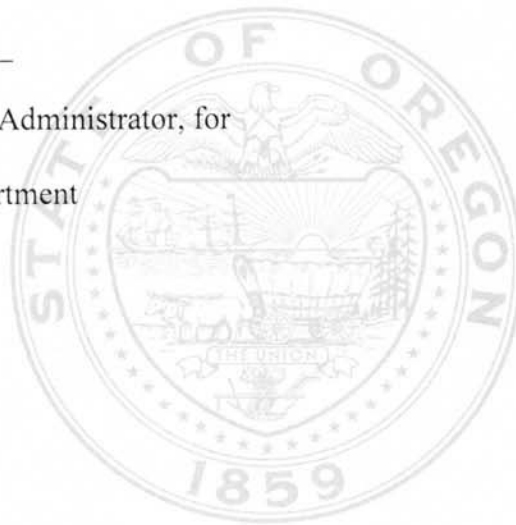 Administrator, for
rtment
STATE OF OREGON
THE UNION
1859